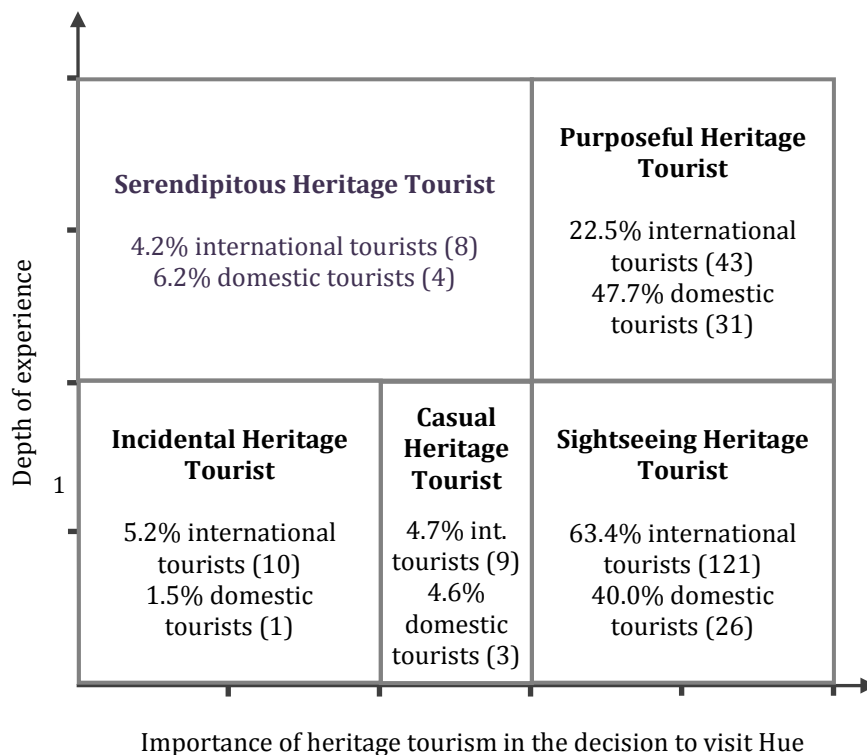 Serendipitous Heritage Tourist
4.2% international tourists (8)
6.2% domestic tourists (4)
Purposeful Heritage
Tourist
22.5% international
tourists (43)
47.7% domestic
tourists (31)
Depth of experience
1
Incidental Heritage
Tourist
5.2% international
tourists (10)
1.5% domestic
tourists (1)
Casual
Heritage
Tourist
4.7% int.
tourists (9)
4.6%
domestic
tourists (3)
Sightseeing Heritage
Tourist
63.4% international
tourists (121)
40.0% domestic
tourists (26)
Importance of heritage tourism in the decision to visit Hue